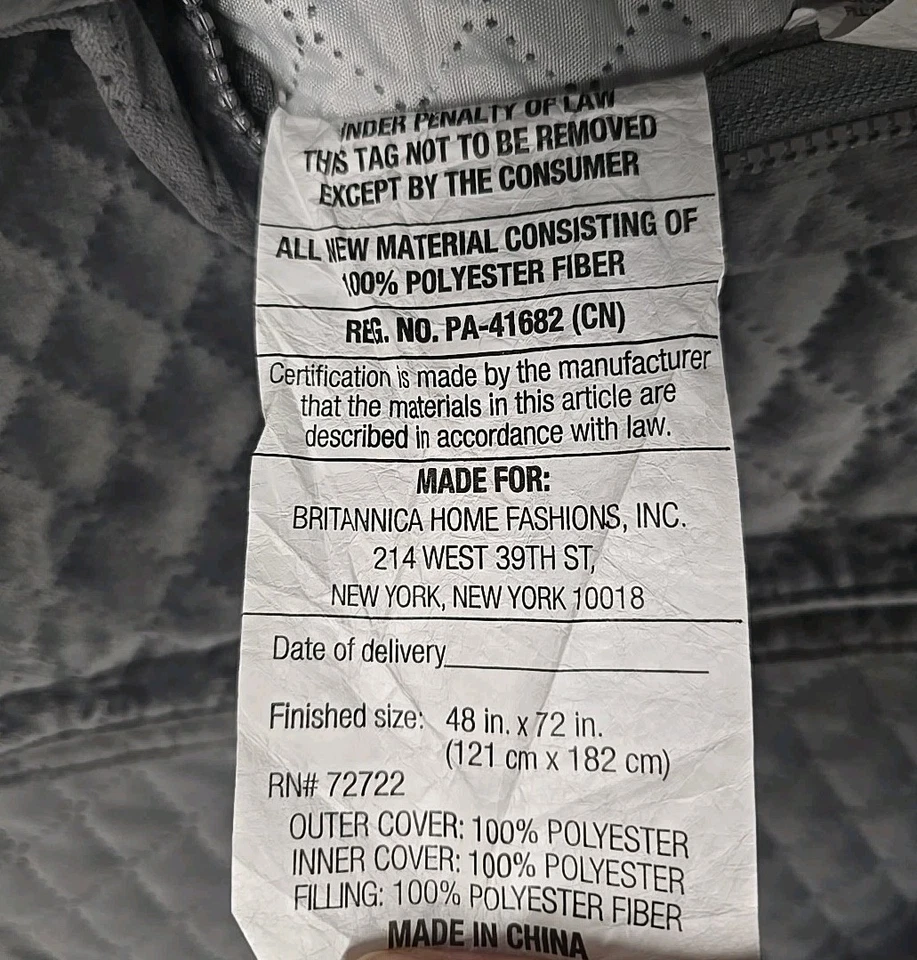 UNDER PENALTY OF LAW
THIS TAG NOT TO BE REMOVED
EXCEPT BY THE CONSUMER
ALL NEW MATERIAL CONSISTING OF
100% POLYESTER FIBER
REG. NO. PA-41682 (CN)
Certification is made by the manufacturer
that the materials in this article are
described in accordance with law.
MADE FOR:
BRITANNICA HOME FASHIONS, INC.
214 WEST 39TH ST,
NEW YORK, NEW YORK 10018
Date of delivery
Finished size: 48 in. x 72 in.
(121 cm x 182 cm)
RN# 72722
OUTER COVER: 100% POLYESTER
INNER COVER: 100% POLYESTER
FILLING: 100% POLYESTER FIBER
MADE IN CHINA